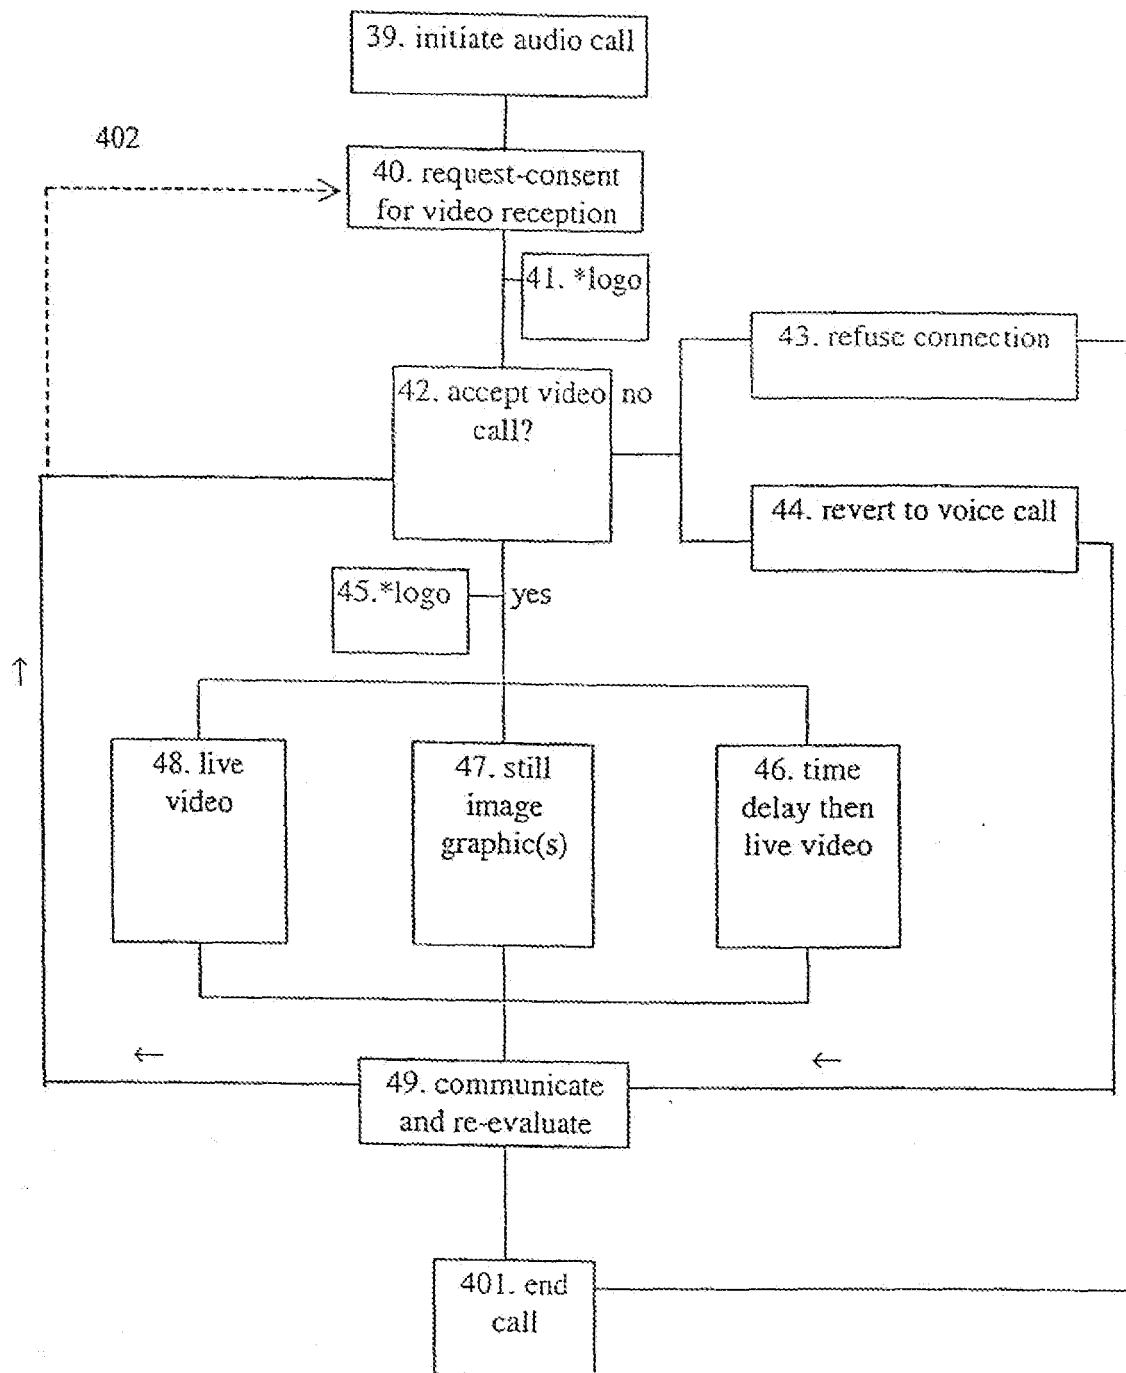 39. initiate audio call
402
40. request-consent
for video reception
41. *logo
43. refuse connection
42. accept video
call?
no
44. revert to voice call
45.*logo
yes
↑
48. live
video
47. still
image
graphic(s)
46. time
delay then
live video
←
←
49. communicate
and re-evaluate
401. end
call